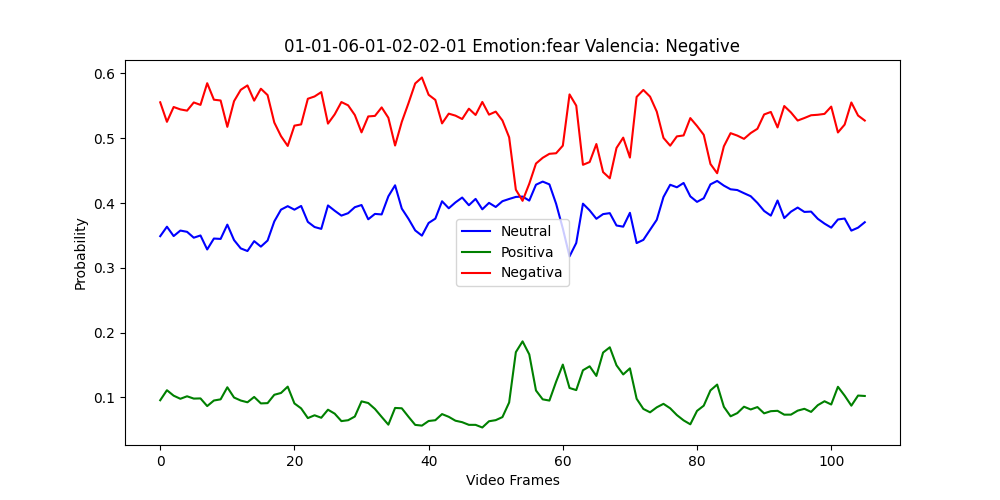 01-01-06-01-02-02-01 Emotion:fear Valencia: Negative
Probability
0.6
0.5
0.4
0.3
0.2
0.1
Neutral
Positiva
Negativa
0 20 40 60 80 100
Video Frames